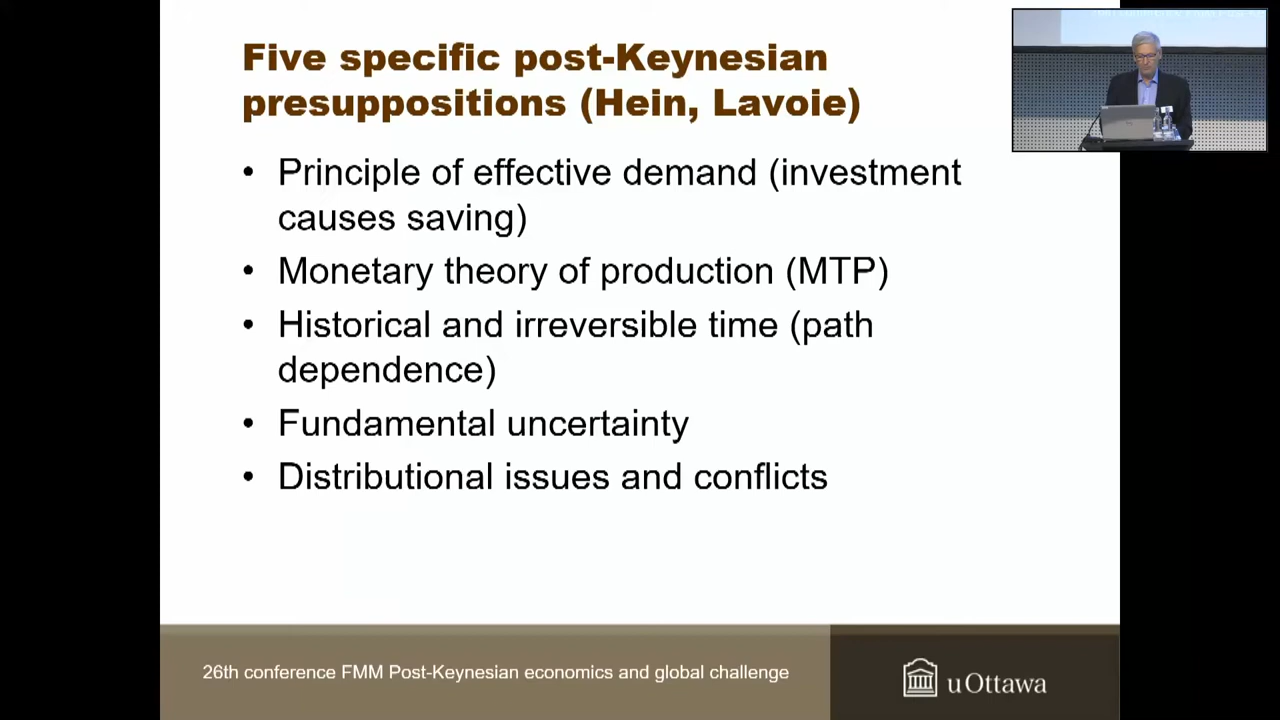 Five specific post-Keynesian
presuppositions (Hein, Lavoie)
• Principle of effective demand (investment
causes saving)
• Monetary theory of production (MTP)
• Historical and irreversible time (path
dependence)
• Fundamental uncertainty
• Distributional issues and conflicts
26th conference FMM Post-Keynesian economics and global challenge
uOttawa